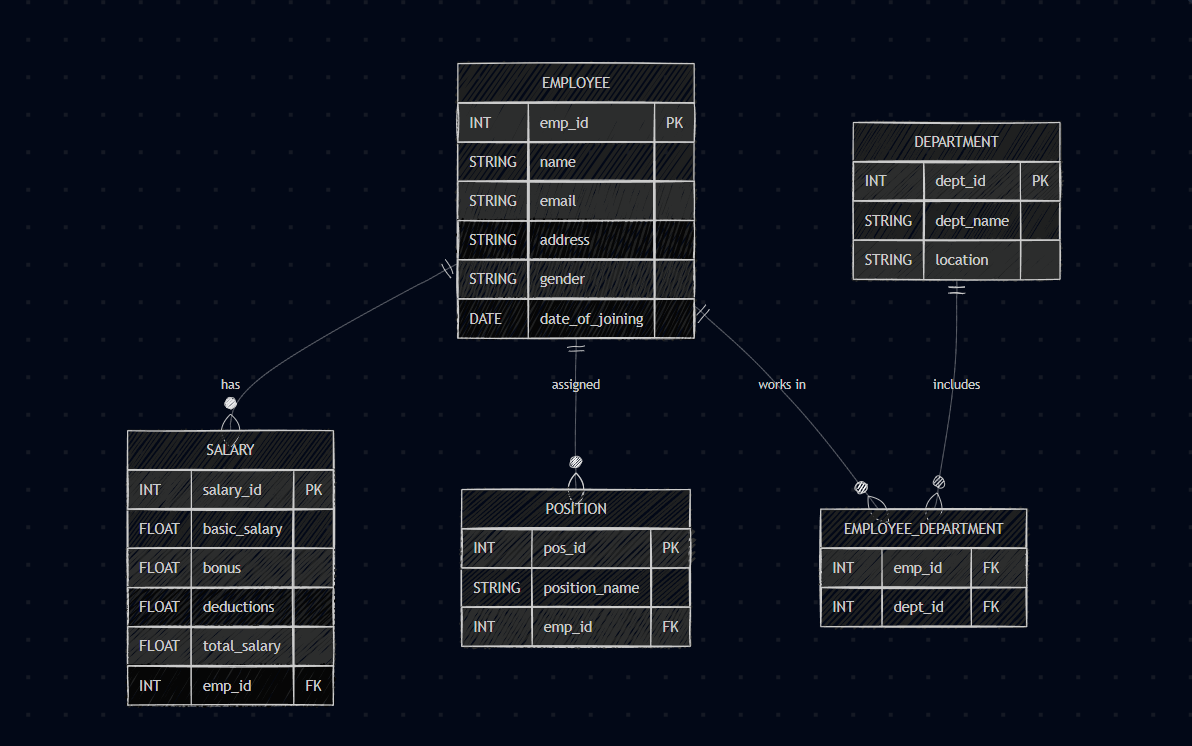 EMPLOYEE
INT emp_id PK
STRING name
STRING email
STRING address
STRING gender
DATE date_of_joining
DEPARTMENT
INT dept_id PK
STRING dept_name
STRING location
has
assigned
works in
includes
SALARY
INT salary_id PK
FLOAT basic_salary
FLOAT bonus
FLOAT deductions
FLOAT total_salary
INT emp_id FK
POSITION
INT pos_id PK
STRING position_name
INT emp_id FK
EMPLOYEE_DEPARTMENT
INT emp_id FK
INT dept_id FK